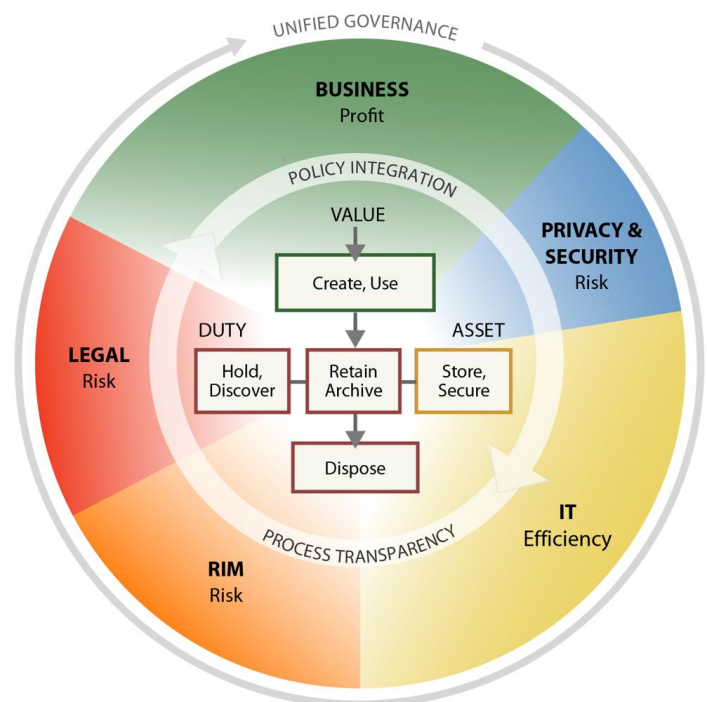 UNIFIED GOVERNANCE
BUSINESS
Profit
POLICY INTEGRATION
VALUE
PRIVACY &
SECURITY
Risk
Create, Use
DUTY
ASSET
LEGAL
Risk
Hold,
Discover
Retain
Archive
Store,
Secure
Dispose
IT
Efficiency
PROCESS TRANSPARENCY
RIM
Risk